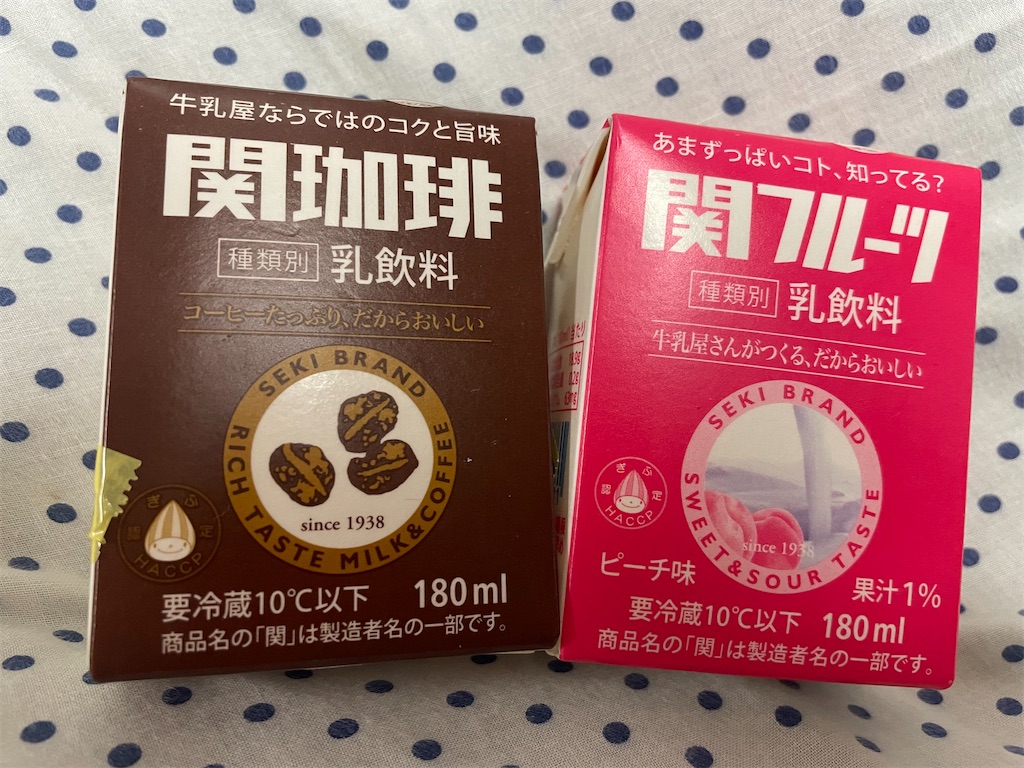 牛乳屋ならではのコクと旨味
関珈琲
種類別 乳飲料
コーヒーたっぷり、だからおいしい
SEKI BRAND
RICH TASTE MILK&COFFEE
since 1938
ぎふ
認定
HACCP
要冷蔵10℃以下 180ml
商品名の「関」は製造者名の一部です。
あまずっぱいコト、知ってる?
関フルーツ
種類別 乳飲料
牛乳屋さんがつくる、だからおいしい
SEKI BRAND
SWEET&SOUR TASTE
since 1938
ぎふ
認定
HACCP
ピーチ味
果汁1%
要冷蔵10℃以下 180ml
商品名の「関」は製造者名の一部です。